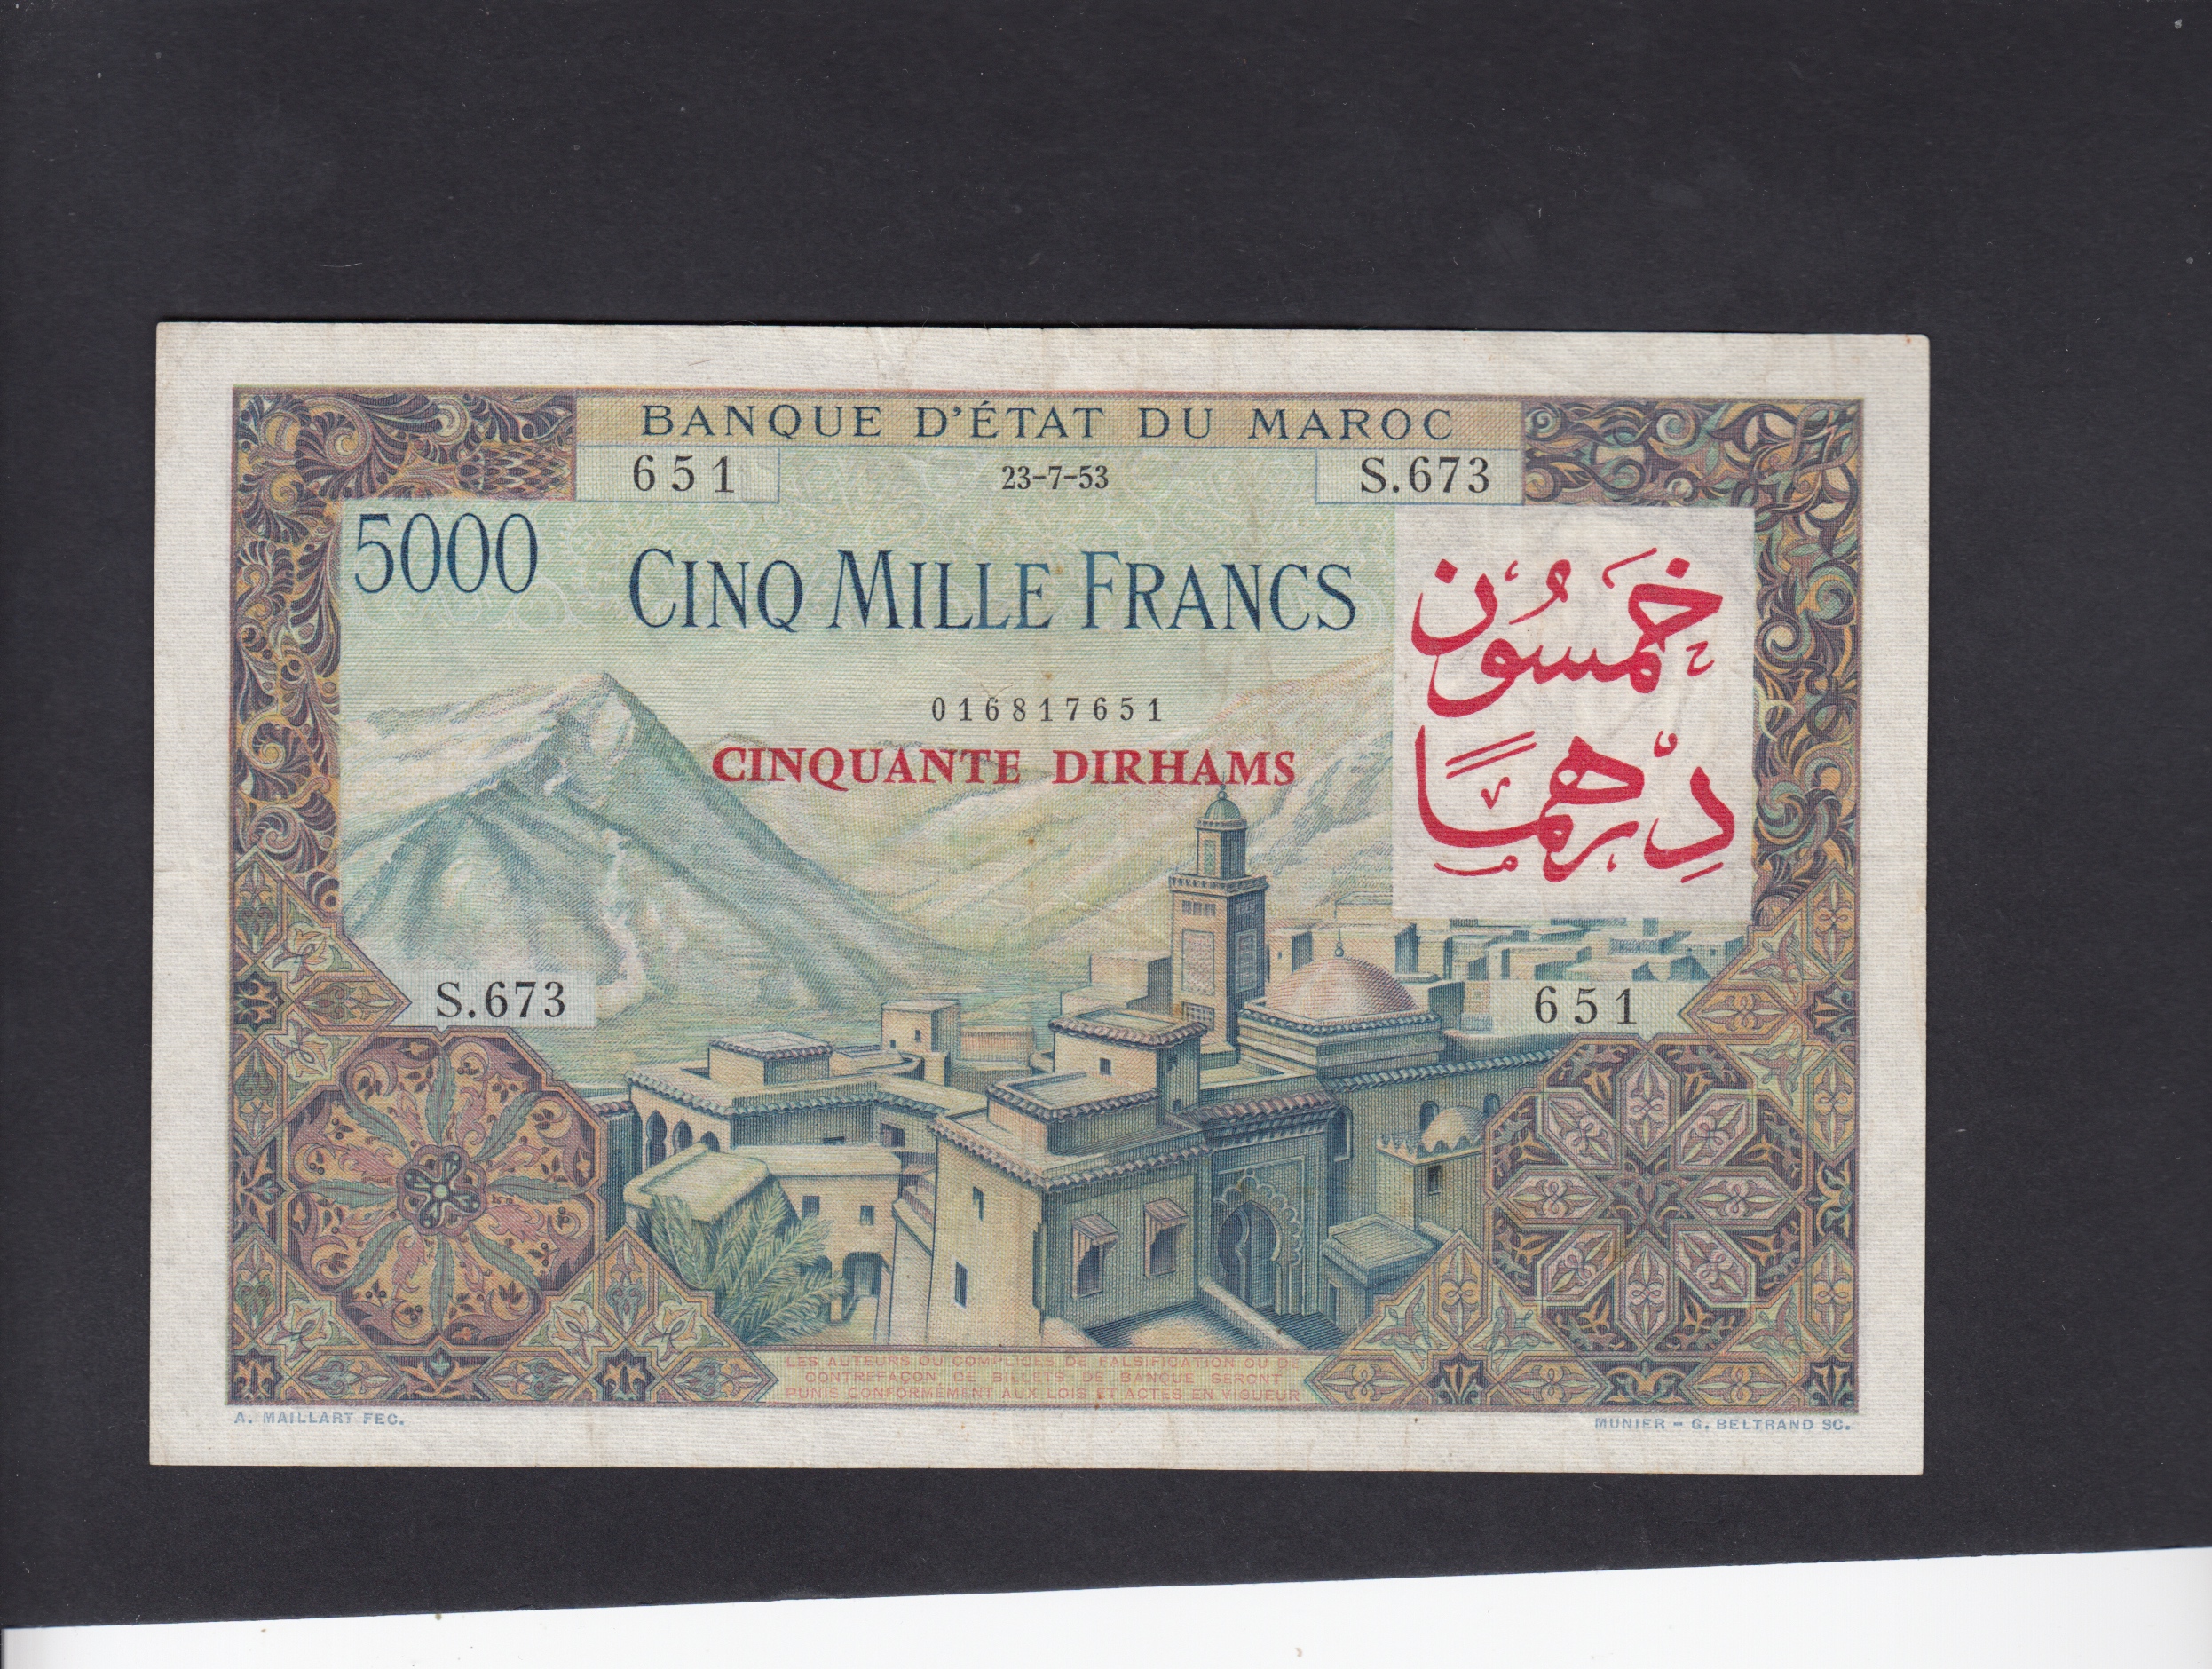 BANQUE D'ÉTAT DU MAROC
651 23-7-53 S.673
5000 CINQ MILLE FRANCS
خَمْسُونَ
دِرْهَمًا
016817651
CINQUANTE DIRHAMS
S.673 651
LES AUTEURS OU COMPLICES DE FALSIFICATION OU DE
CONTREFAÇON DE BILLETS DE BANQUE SERONT
PUNIS CONFORMÉMENT AUX LOIS ET ACTES EN VIGUEUR
A. MAILLART FEC. MUNIER - G. BELTRAND SC.